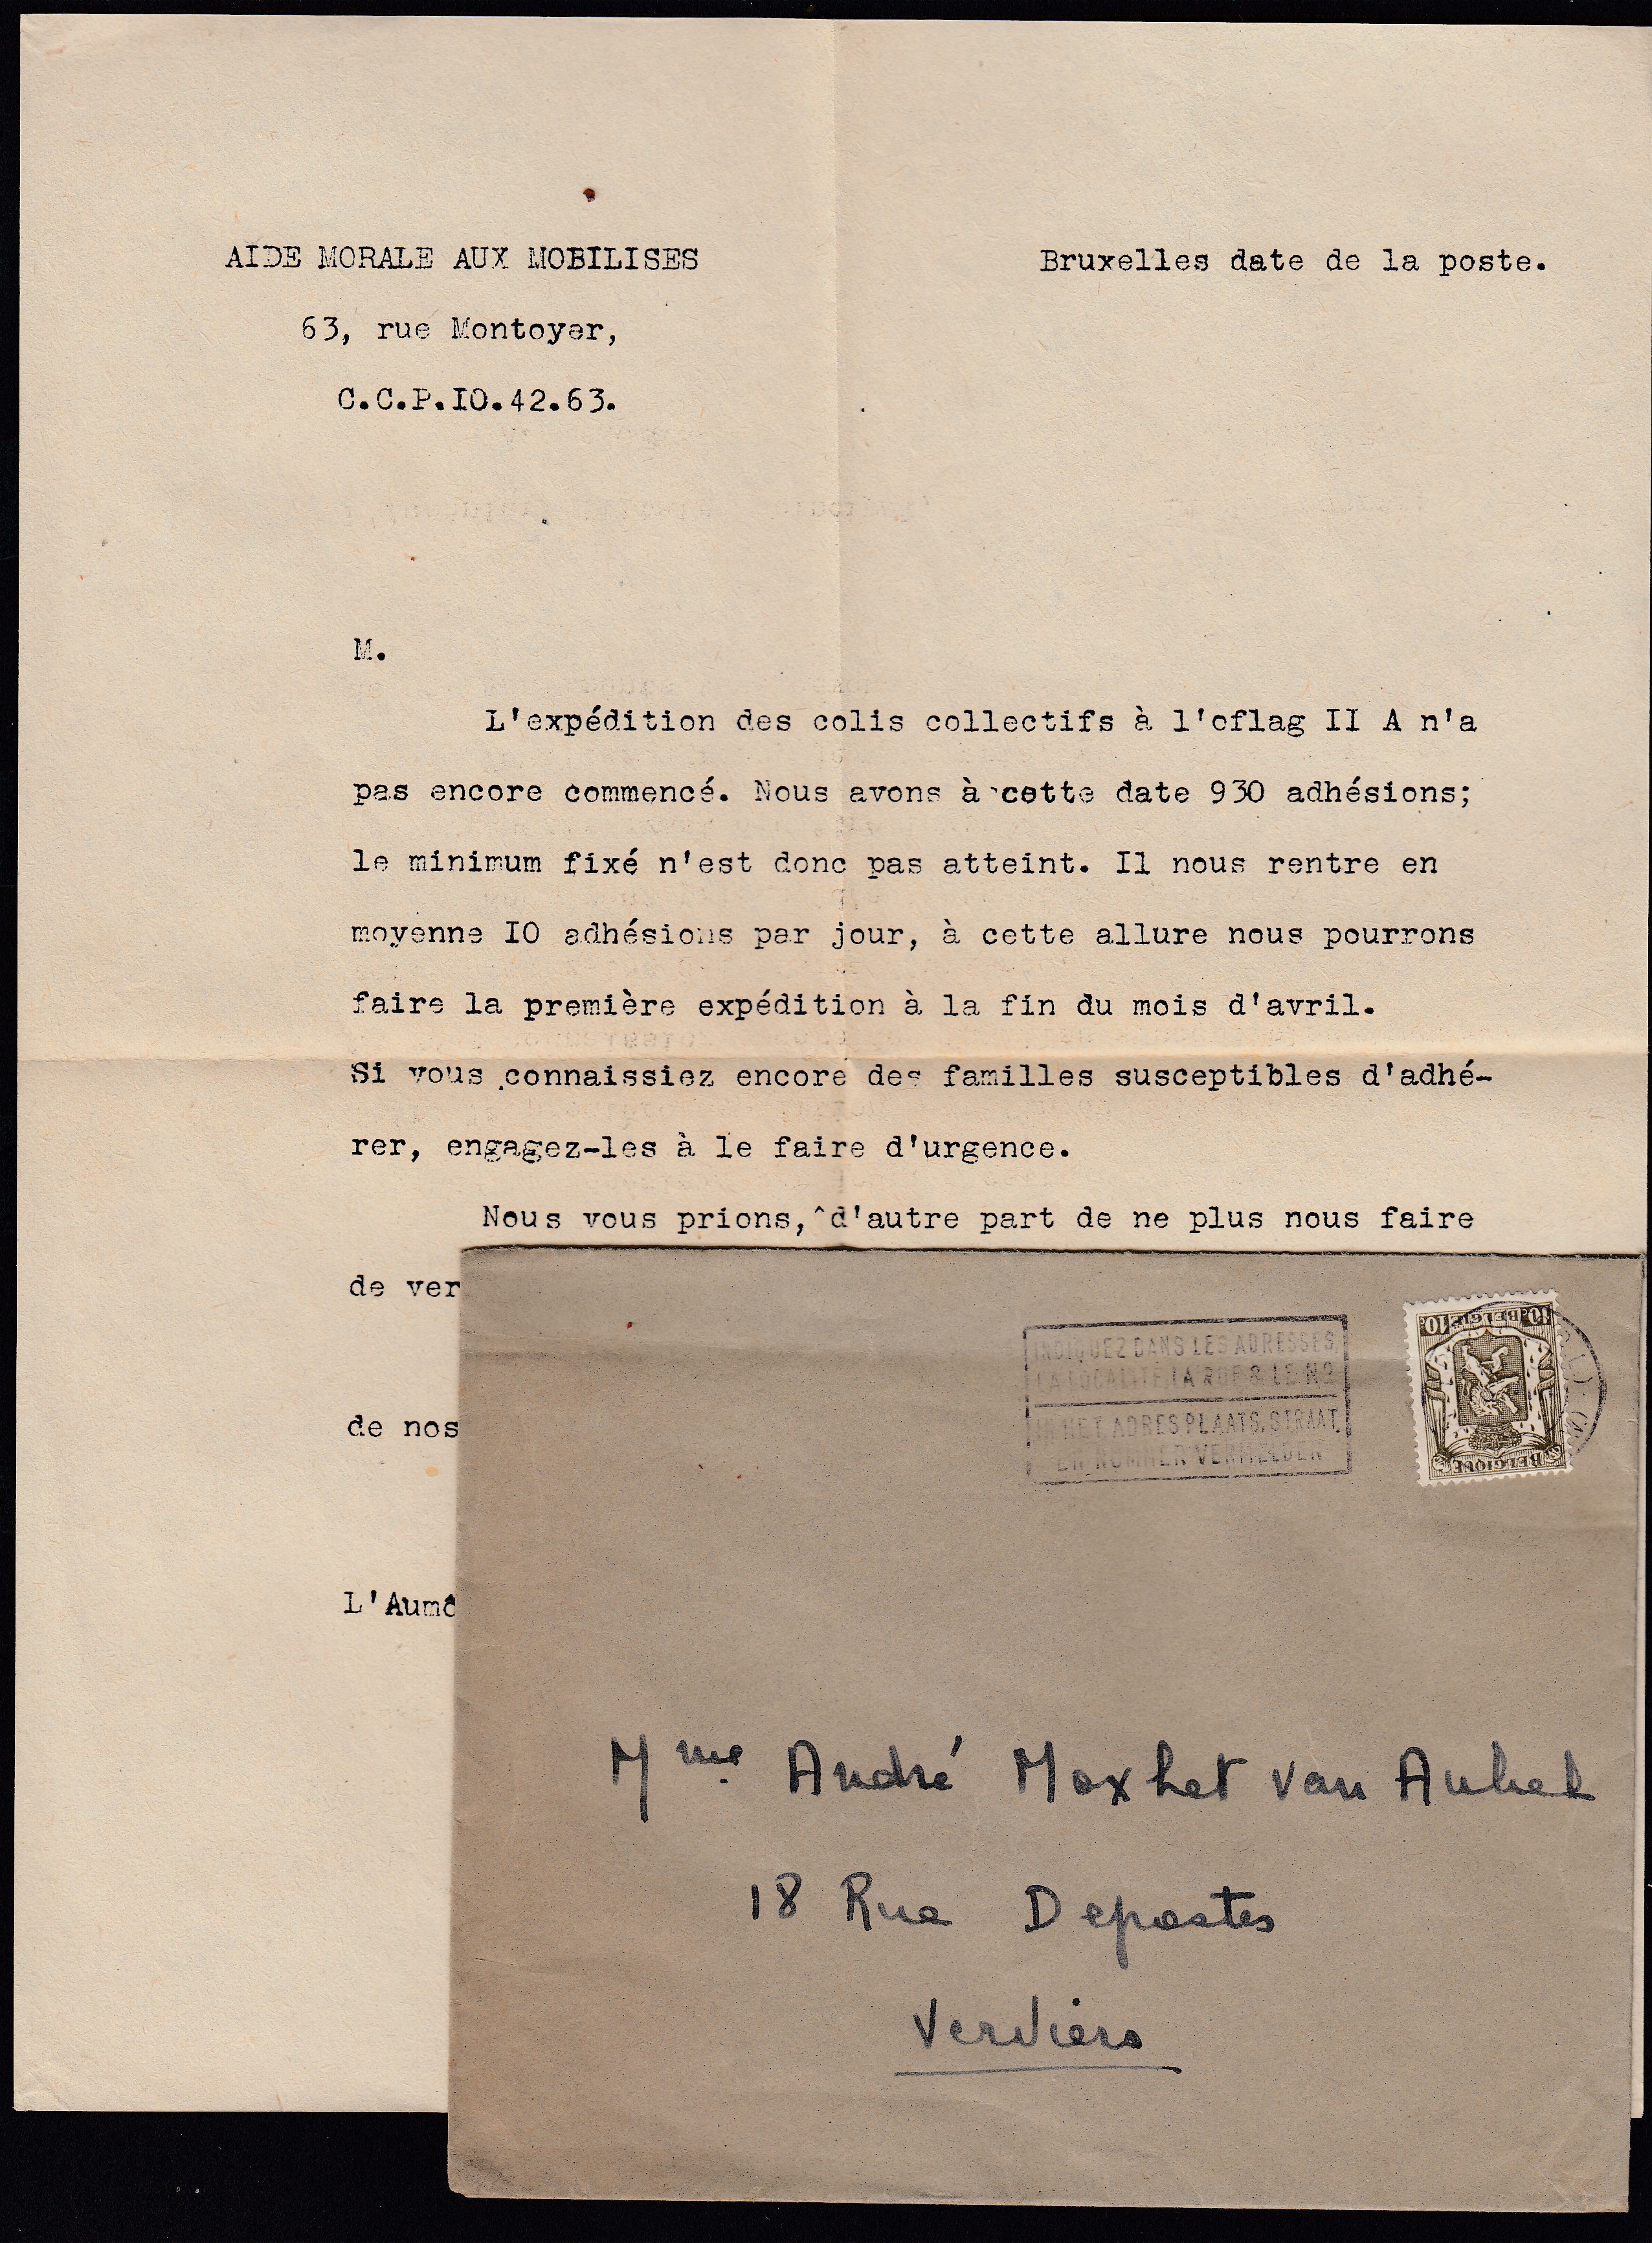 AIDE MORALE AUX MOBILISES
Bruxelles date de la poste.
63, rue Montoyer,
C.C.P.IO.42.63.
M.
L'expédition des colis collectifs à l'oflag II A n'a
pas encore commencé. Nous avons à cette date 930 adhésions;
le minimum fixé n'est donc pas atteint. Il nous rentre en
moyenne IO adhésions par jour, à cette allure nous pourrons
faire la première expédition à la fin du mois d'avril.
Si vous connaissiez encore des familles susceptibles d'adhé-
rer, engagez-les à le faire d'urgence.
Nous vous prions, d'autre part de ne plus nous faire
de ver
de nos
L'Aumô
INDIQUEZ DANS LES ADRESSES,
LA LOCALITÉ, LA RUE & LE No
IN HET ADRES PLAATS, STRAAT,
EN NUMMER VERMELDEN
10c BELGIE 10c
BELGIQUE
Mme André Moxhet van Aubel
18 Rue Depostes
Verviers